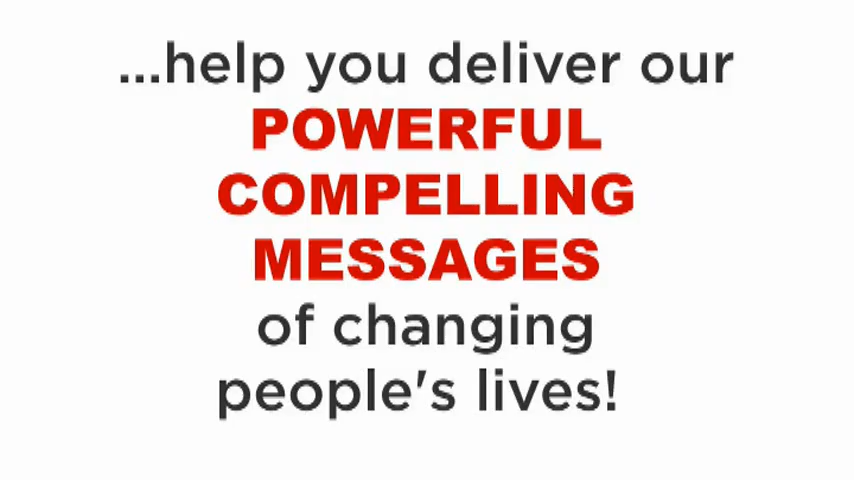 ...help you deliver our
POWERFUL
COMPELLING
MESSAGES
of changing
people's lives!